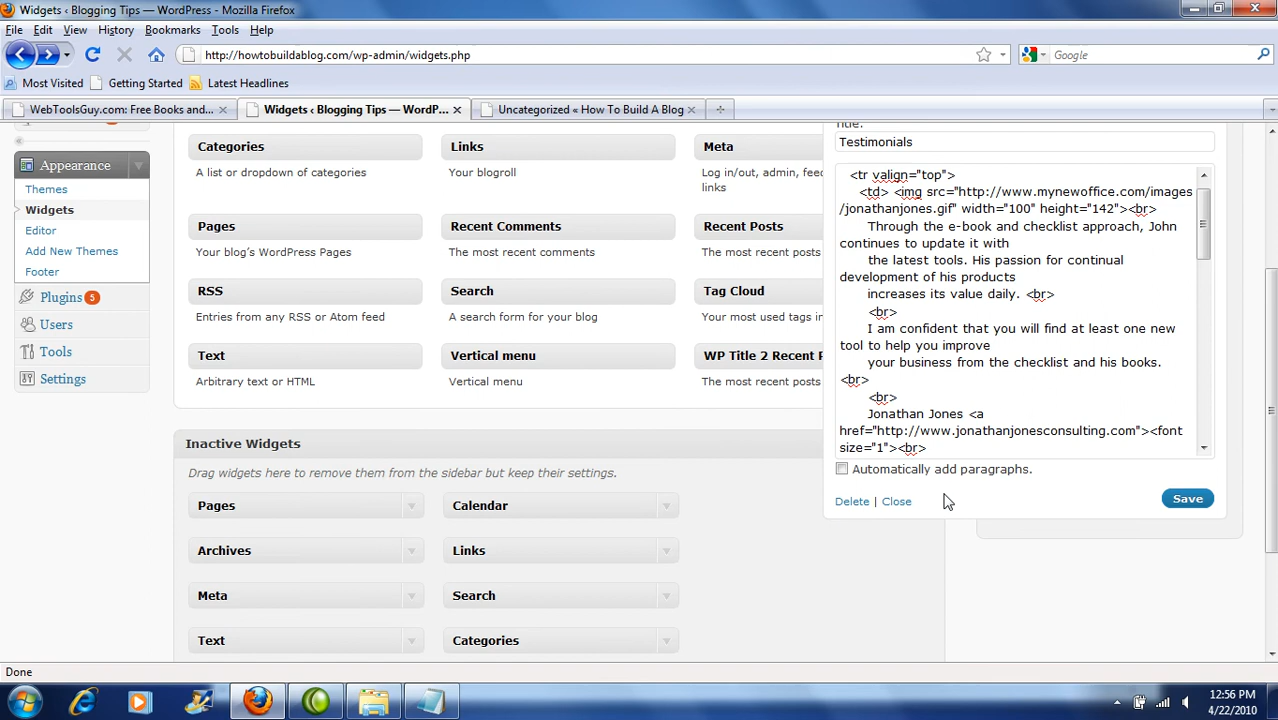 Widgets ‹ Blogging Tips — WordPress - Mozilla Firefox
File Edit View History Bookmarks Tools Help
http://howtobuildablog.com/wp-admin/widgets.php
Google
Most Visited Getting Started Latest Headlines
WebToolsGuy.com: Free Books and...
Widgets ‹ Blogging Tips — WordP...
Uncategorized « How To Build A Blog
Appearance
Themes
Widgets
Editor
Add New Themes
Footer
Plugins 5
Users
Tools
Settings
Categories
A list or dropdown of categories
Links
Your blogroll
Meta
Log in/out, admin, feed
links
Pages
Your blog's WordPress Pages
Recent Comments
The most recent comments
Recent Posts
The most recent posts
RSS
Entries from any RSS or Atom feed
Search
A search form for your blog
Tag Cloud
Your most used tags in
Text
Arbitrary text or HTML
Vertical menu
Vertical menu
WP Title 2 Recent P
The most recent posts
Inactive Widgets
Drag widgets here to remove them from the sidebar but keep their settings.
Pages
Calendar
Archives
Links
Meta
Search
Text
Categories
Title:
Testimonials
<tr valign="top">
<td> <img src="http://www.mynewoffice.com/images
/jonathanjones.gif" width="100" height="142"><br>
Through the e-book and checklist approach, John
continues to update it with
the latest tools. His passion for continual
development of his products
increases its value daily. <br>
<br>
I am confident that you will find at least one new
tool to help you improve
your business from the checklist and his books.
<br>
<br>
Jonathan Jones <a
href="http://www.jonathanjonesconsulting.com"><font
size="1"><br>
Automatically add paragraphs.
Delete | Close
Save
Done
12:56 PM
4/22/2010